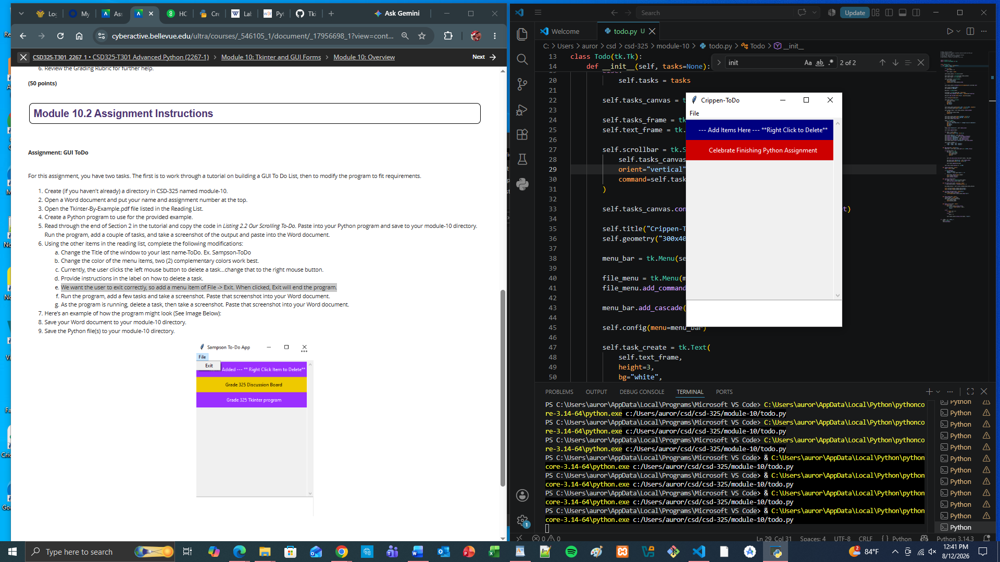 Log
My
Ass
HC
Cre
Lab
Pyt
Tki
Ask Gemini
cyberactive.bellevue.edu/ultra/courses/_546105_1/document/_17956698_1?view=cont...
CSD325-T301_2267_1 • CSD325-T301 Advanced Python (2267-1) > Module 10: Tkinter and GUI Forms > Module 10: Overview
Next
6. Review the Grading Rubric for further help.
(50 points)
Module 10.2 Assignment Instructions
Assignment: GUI ToDo
For this assignment, you have two tasks. The first is to work through a tutorial on building a GUI To Do List, then to modify the program to fit requirements.
1. Create (if you haven't already) a directory in CSD-325 named module-10.
2. Open a Word document and put your name and assignment number at the top.
3. Open the Tkinter-By-Example.pdf file listed in the Reading List.
4. Create a Python program to use for the provided example.
5. Read through the end of Section 2 in the tutorial and copy the code in Listing 2.2 Our Scrolling To-Do. Paste into your Python program and save to your module-10 directory.
Run the program, add a couple of tasks, and take a screenshot of the output and paste into the Word document.
6. Using the other items in the reading list, complete the following modifications:
a. Change the Title of the window to your last name-ToDo. Ex. Sampson-ToDo
b. Change the color of the menu items, two (2) complementary colors work best.
c. Currently, the user clicks the left mouse button to delete a task...change that to the right mouse button.
d. Provide instructions in the label on how to delete a task.
e. We want the user to exit correctly, so add a menu item of File -> Exit. When clicked, Exit will end the program.
f. Run the program, add a few tasks and take a screenshot. Paste that screenshot into your Word document.
g. As the program is running, delete a task, then take a screenshot. Paste that screenshot into your Word document.
7. Here's an example of how the program might look (See Image Below):
8. Save your Word document to your module-10 directory.
9. Save the Python file(s) to your module-10 directory.
Sampson To-Do App
File
Exit
Added --- ** Right Click Item to Delete**
Grade 325 Discussion Board
Grade 325 Tkinter program
Search
Update
Welcome
todo.py U
C: > Users > auror > csd > csd-325 > module-10 > todo.py > Todo > __init__
init
Aa ab .*
2 of 2
13 class Todo(tk.Tk):
14 def __init__(self, tasks=None):
20 self.tasks = tasks
21
22 self.tasks_canvas = t
23
24 self.tasks_frame = tk
25 self.text_frame = tk.
26
27 self.scrollbar = tk.S
28 self.tasks_canvas
29 orient="vertical"
30 command=self.task
31 )
32
33 self.tasks_canvas.con t)
34
35 self.title("Crippen-T
36 self.geometry("300x40
37
38 menu_bar = tk.Menu(se
39
40 file_menu = tk.Menu(m
41 file_menu.add_command
42
43 menu_bar.add_cascade(
44
45 self.config(menu=menu_bar)
46
47 self.task_create = tk.Text(
48 self.text_frame,
49 height=3,
50 bg="white",
Crippen-ToDo
File
--- Add Items Here --- **Right Click to Delete**
Celebrate Finishing Python Assignment
PROBLEMS OUTPUT DEBUG CONSOLE TERMINAL PORTS
PS C:\Users\auror\AppData\Local\Programs\Microsoft VS Code> C:\Users\auror\AppData\Local\Python\pythonco
re-3.14-64\python.exe c:/Users/auror/csd/csd-325/module-10/todo.py
PS C:\Users\auror\AppData\Local\Programs\Microsoft VS Code> C:\Users\auror\AppData\Local\Python\pythonco
re-3.14-64\python.exe c:/Users/auror/csd/csd-325/module-10/todo.py
PS C:\Users\auror\AppData\Local\Programs\Microsoft VS Code> C:\Users\auror\AppData\Local\Python\pythonco
re-3.14-64\python.exe c:/Users/auror/csd/csd-325/module-10/todo.py
PS C:\Users\auror\AppData\Local\Programs\Microsoft VS Code> & C:\Users\auror\AppData\Local\Python\python
core-3.14-64\python.exe c:/Users/auror/csd/csd-325/module-10/todo.py
PS C:\Users\auror\AppData\Local\Programs\Microsoft VS Code> & C:\Users\auror\AppData\Local\Python\python
core-3.14-64\python.exe c:/Users/auror/csd/csd-325/module-10/todo.py
PS C:\Users\auror\AppData\Local\Programs\Microsoft VS Code> & C:\Users\auror\AppData\Local\Python\python
core-3.14-64\python.exe c:/Users/auror/csd/csd-325/module-10/todo.py
PS C:\Users\auror\AppData\Local\Programs\Microsoft VS Code> & C:\Users\auror\AppData\Local\Python\python
core-3.14-64\python.exe c:/Users/auror/csd/csd-325/module-10/todo.py
Python
Python
Python
Python
Python
Python
Python
Python
Python
Python
Python
Python
1
0 0
Ln 29, Col 31 Spaces: 4 UTF-8 CRLF { } Python Python 3.14.3
Type here to search
2
84°F
12:41 PM
8/12/2026